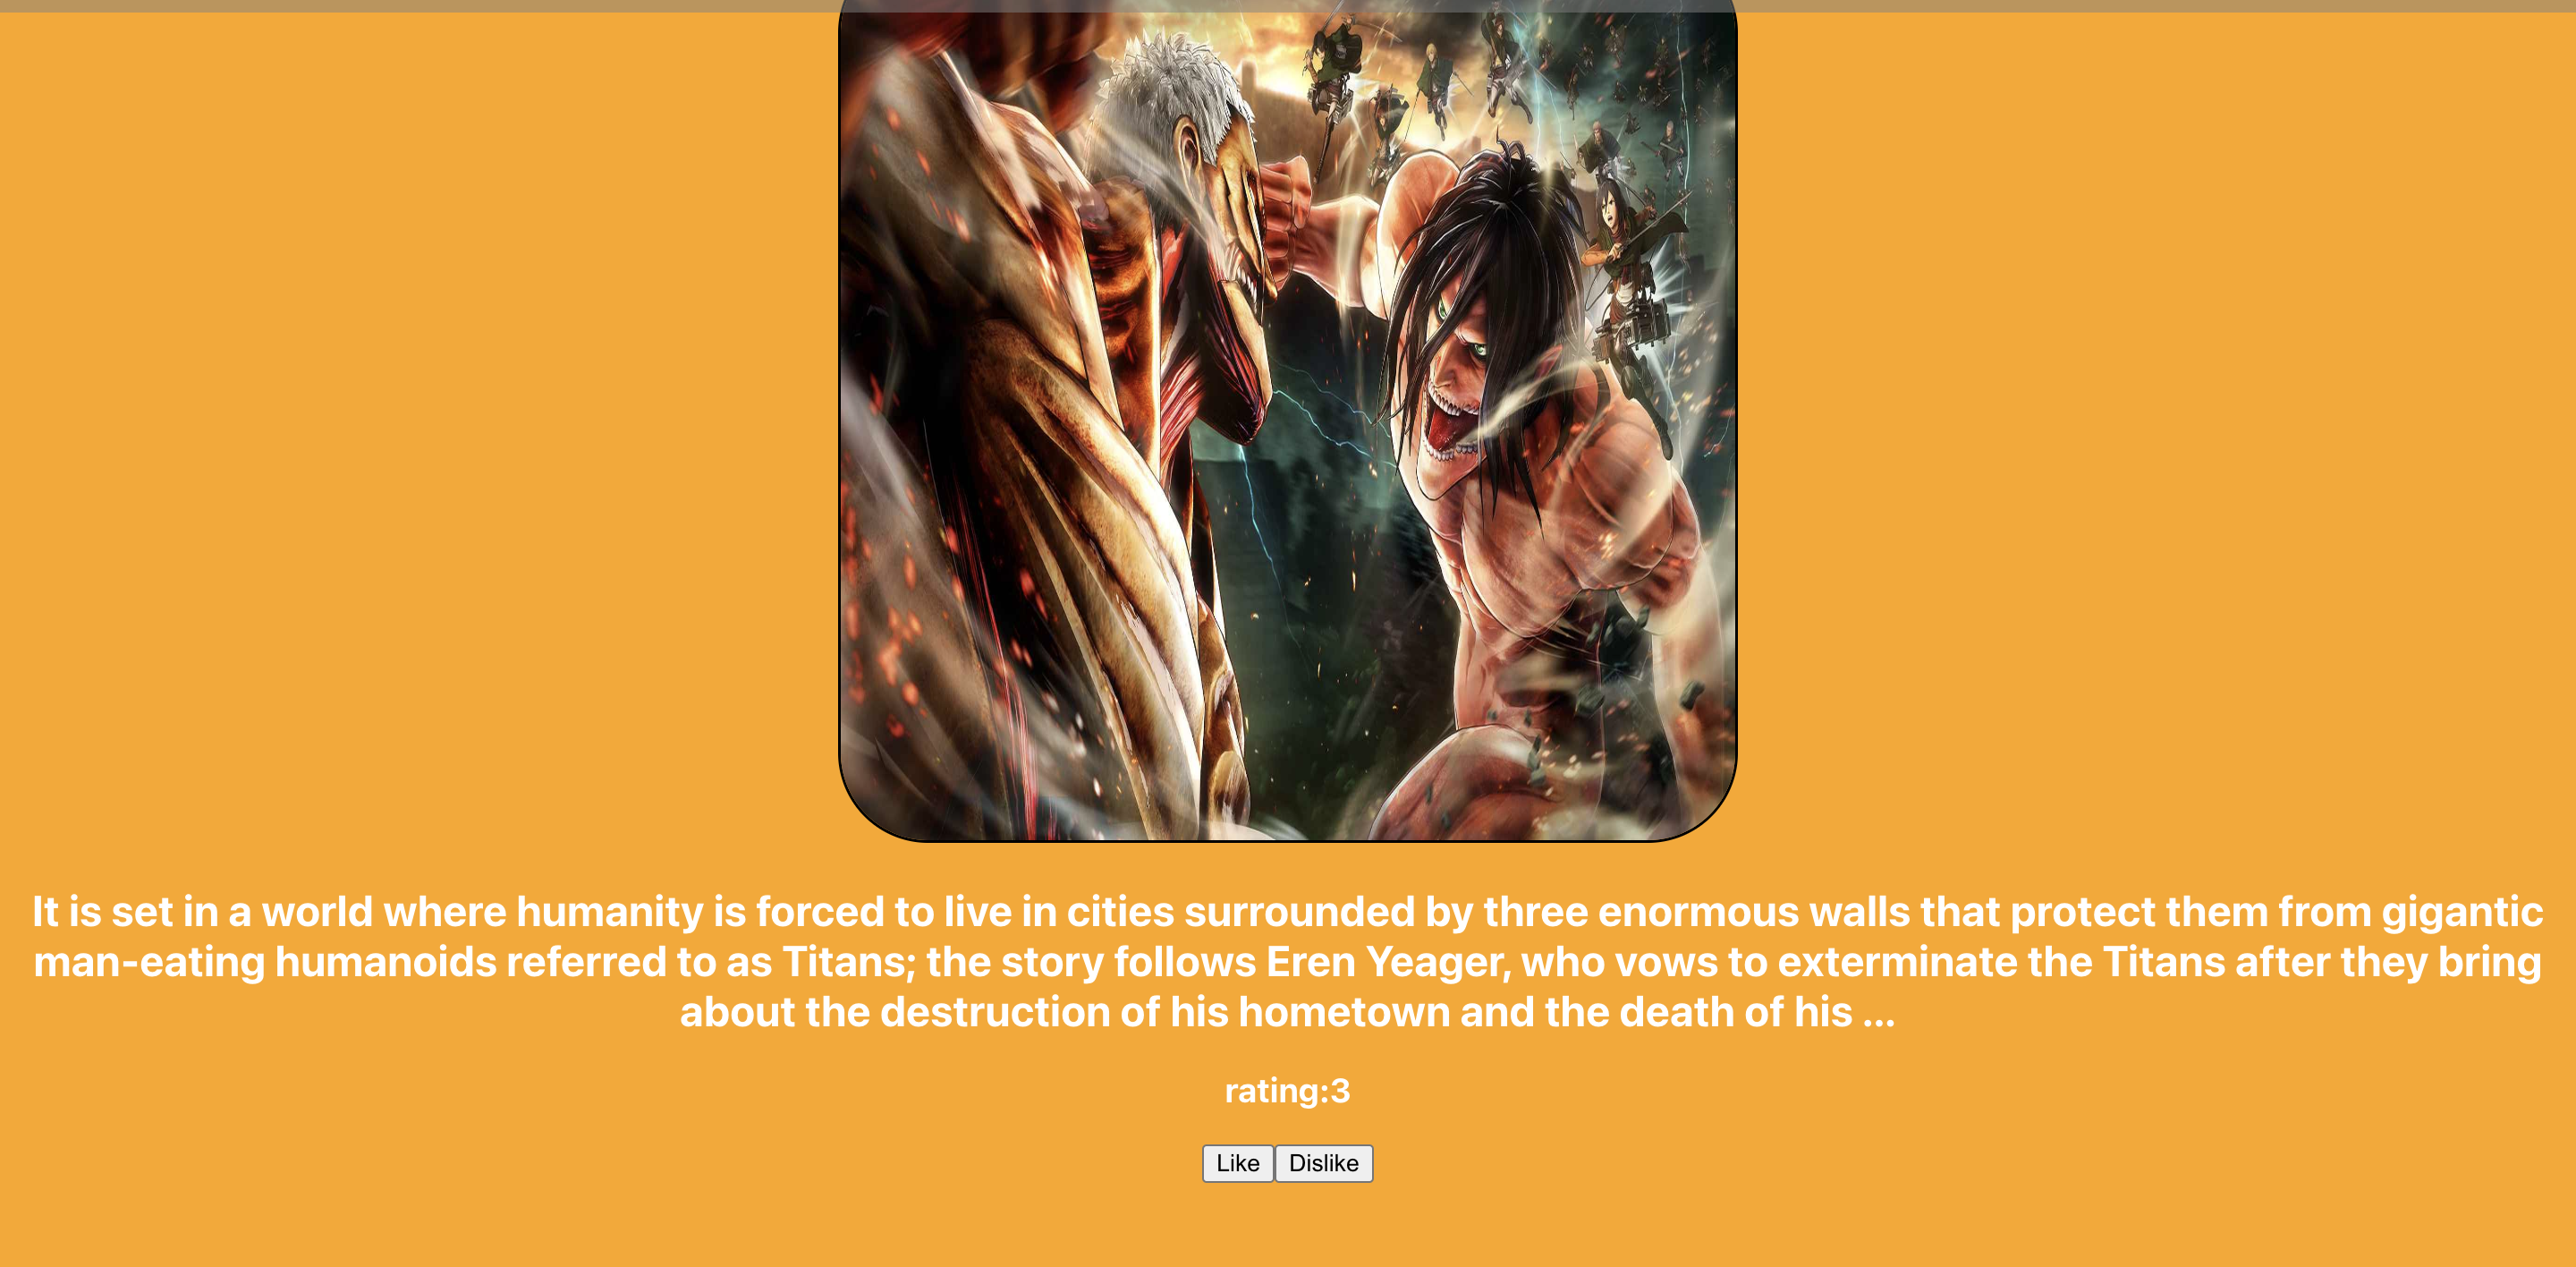 It is set in a world where humanity is forced to live in cities surrounded by three enormous walls that protect them from gigantic
man-eating humanoids referred to as Titans; the story follows Eren Yeager, who vows to exterminate the Titans after they bring
about the destruction of his hometown and the death of his ...
rating:3
Like Dislike